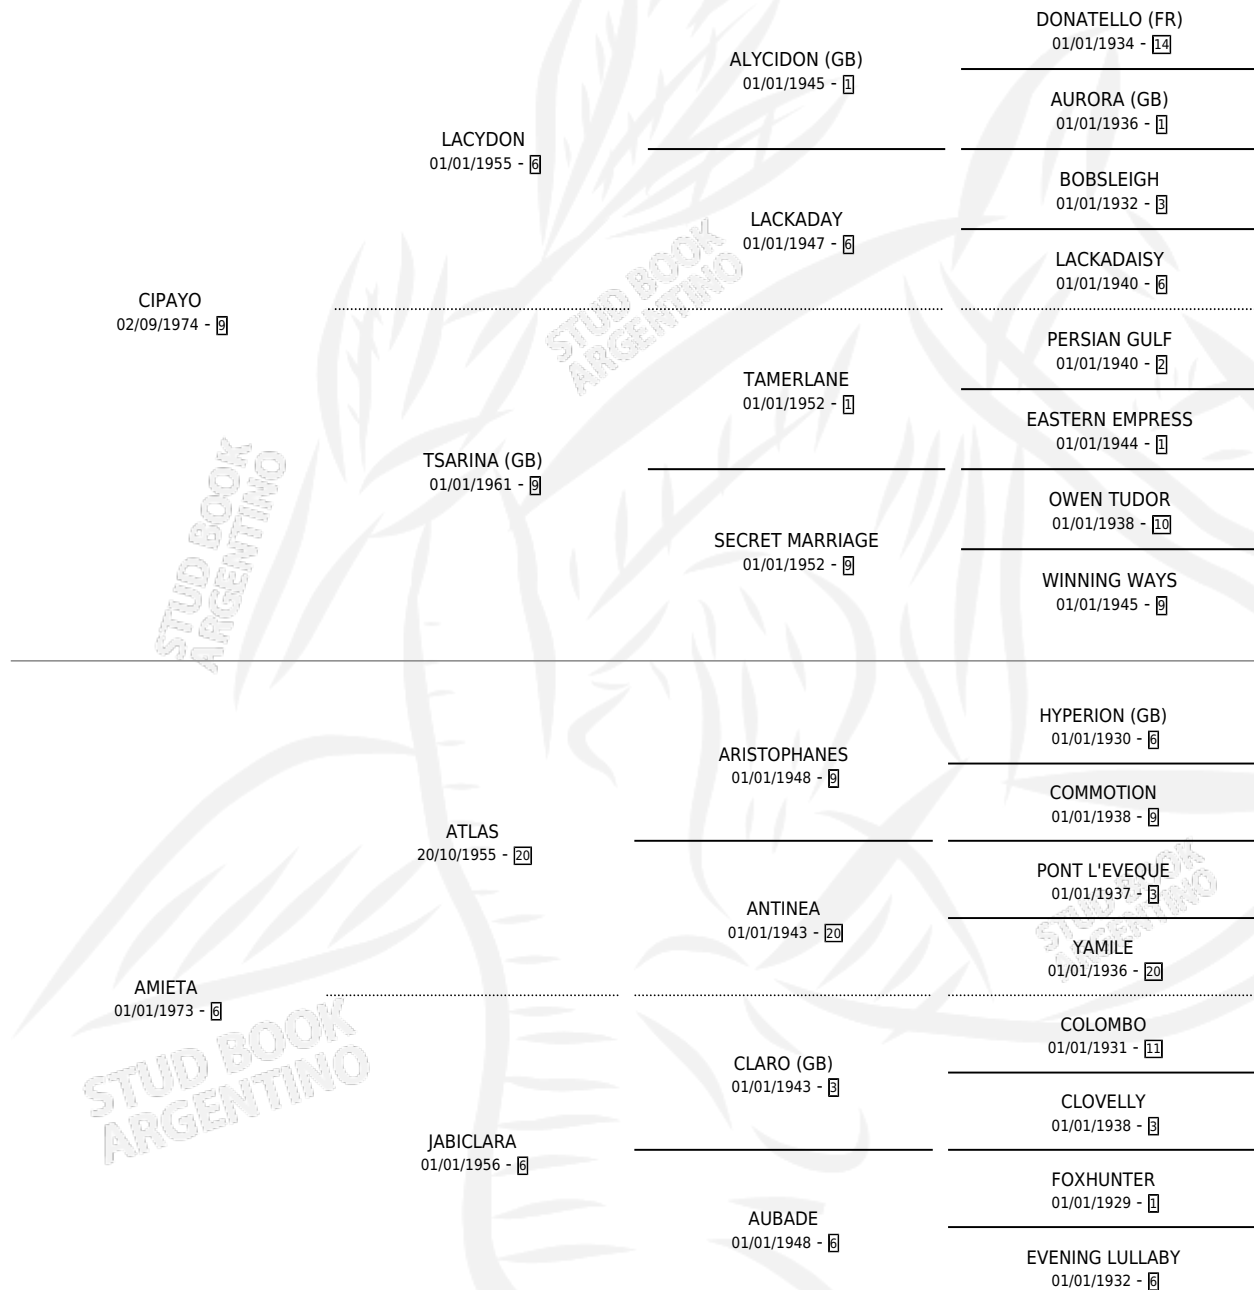 DONATELLO (FR)
01/01/1934 - 14
ALYCIDON (GB)
01/01/1945 - 1
AURORA (GB)
01/01/1936 - 1
LACYDON
01/01/1955 - 6
BOBSLEIGH
01/01/1932 - 3
LACKADAY
01/01/1947 - 6
LACKADAISY
01/01/1940 - 6
CIPAYO
02/09/1974 - 9
PERSIAN GULF
01/01/1940 - 2
TAMERLANE
01/01/1952 - 1
EASTERN EMPRESS
01/01/1944 - 1
TSARINA (GB)
01/01/1961 - 9
OWEN TUDOR
01/01/1938 - 10
SECRET MARRIAGE
01/01/1952 - 9
WINNING WAYS
01/01/1945 - 9
HYPERION (GB)
01/01/1930 - 6
ARISTOPHANES
01/01/1948 - 9
COMMOTION
01/01/1938 - 9
ATLAS
20/10/1955 - 20
PONT L'EVEQUE
01/01/1937 - 3
ANTINEA
01/01/1943 - 20
YAMILE
01/01/1936 - 20
AMIETA
01/01/1973 - 6
COLOMBO
01/01/1931 - 11
CLARO (GB)
01/01/1943 - 3
CLOVELLY
01/01/1938 - 3
JABICLARA
01/01/1956 - 6
FOXHUNTER
01/01/1929 - 1
AUBADE
01/01/1948 - 6
EVENING LULLABY
01/01/1932 - 6
STUD BOOK
ARGENTINO
STUD BOOK
ARGENTINO
STUD BOOK
ARGENTINO
STUD BOOK
ARGENTINO